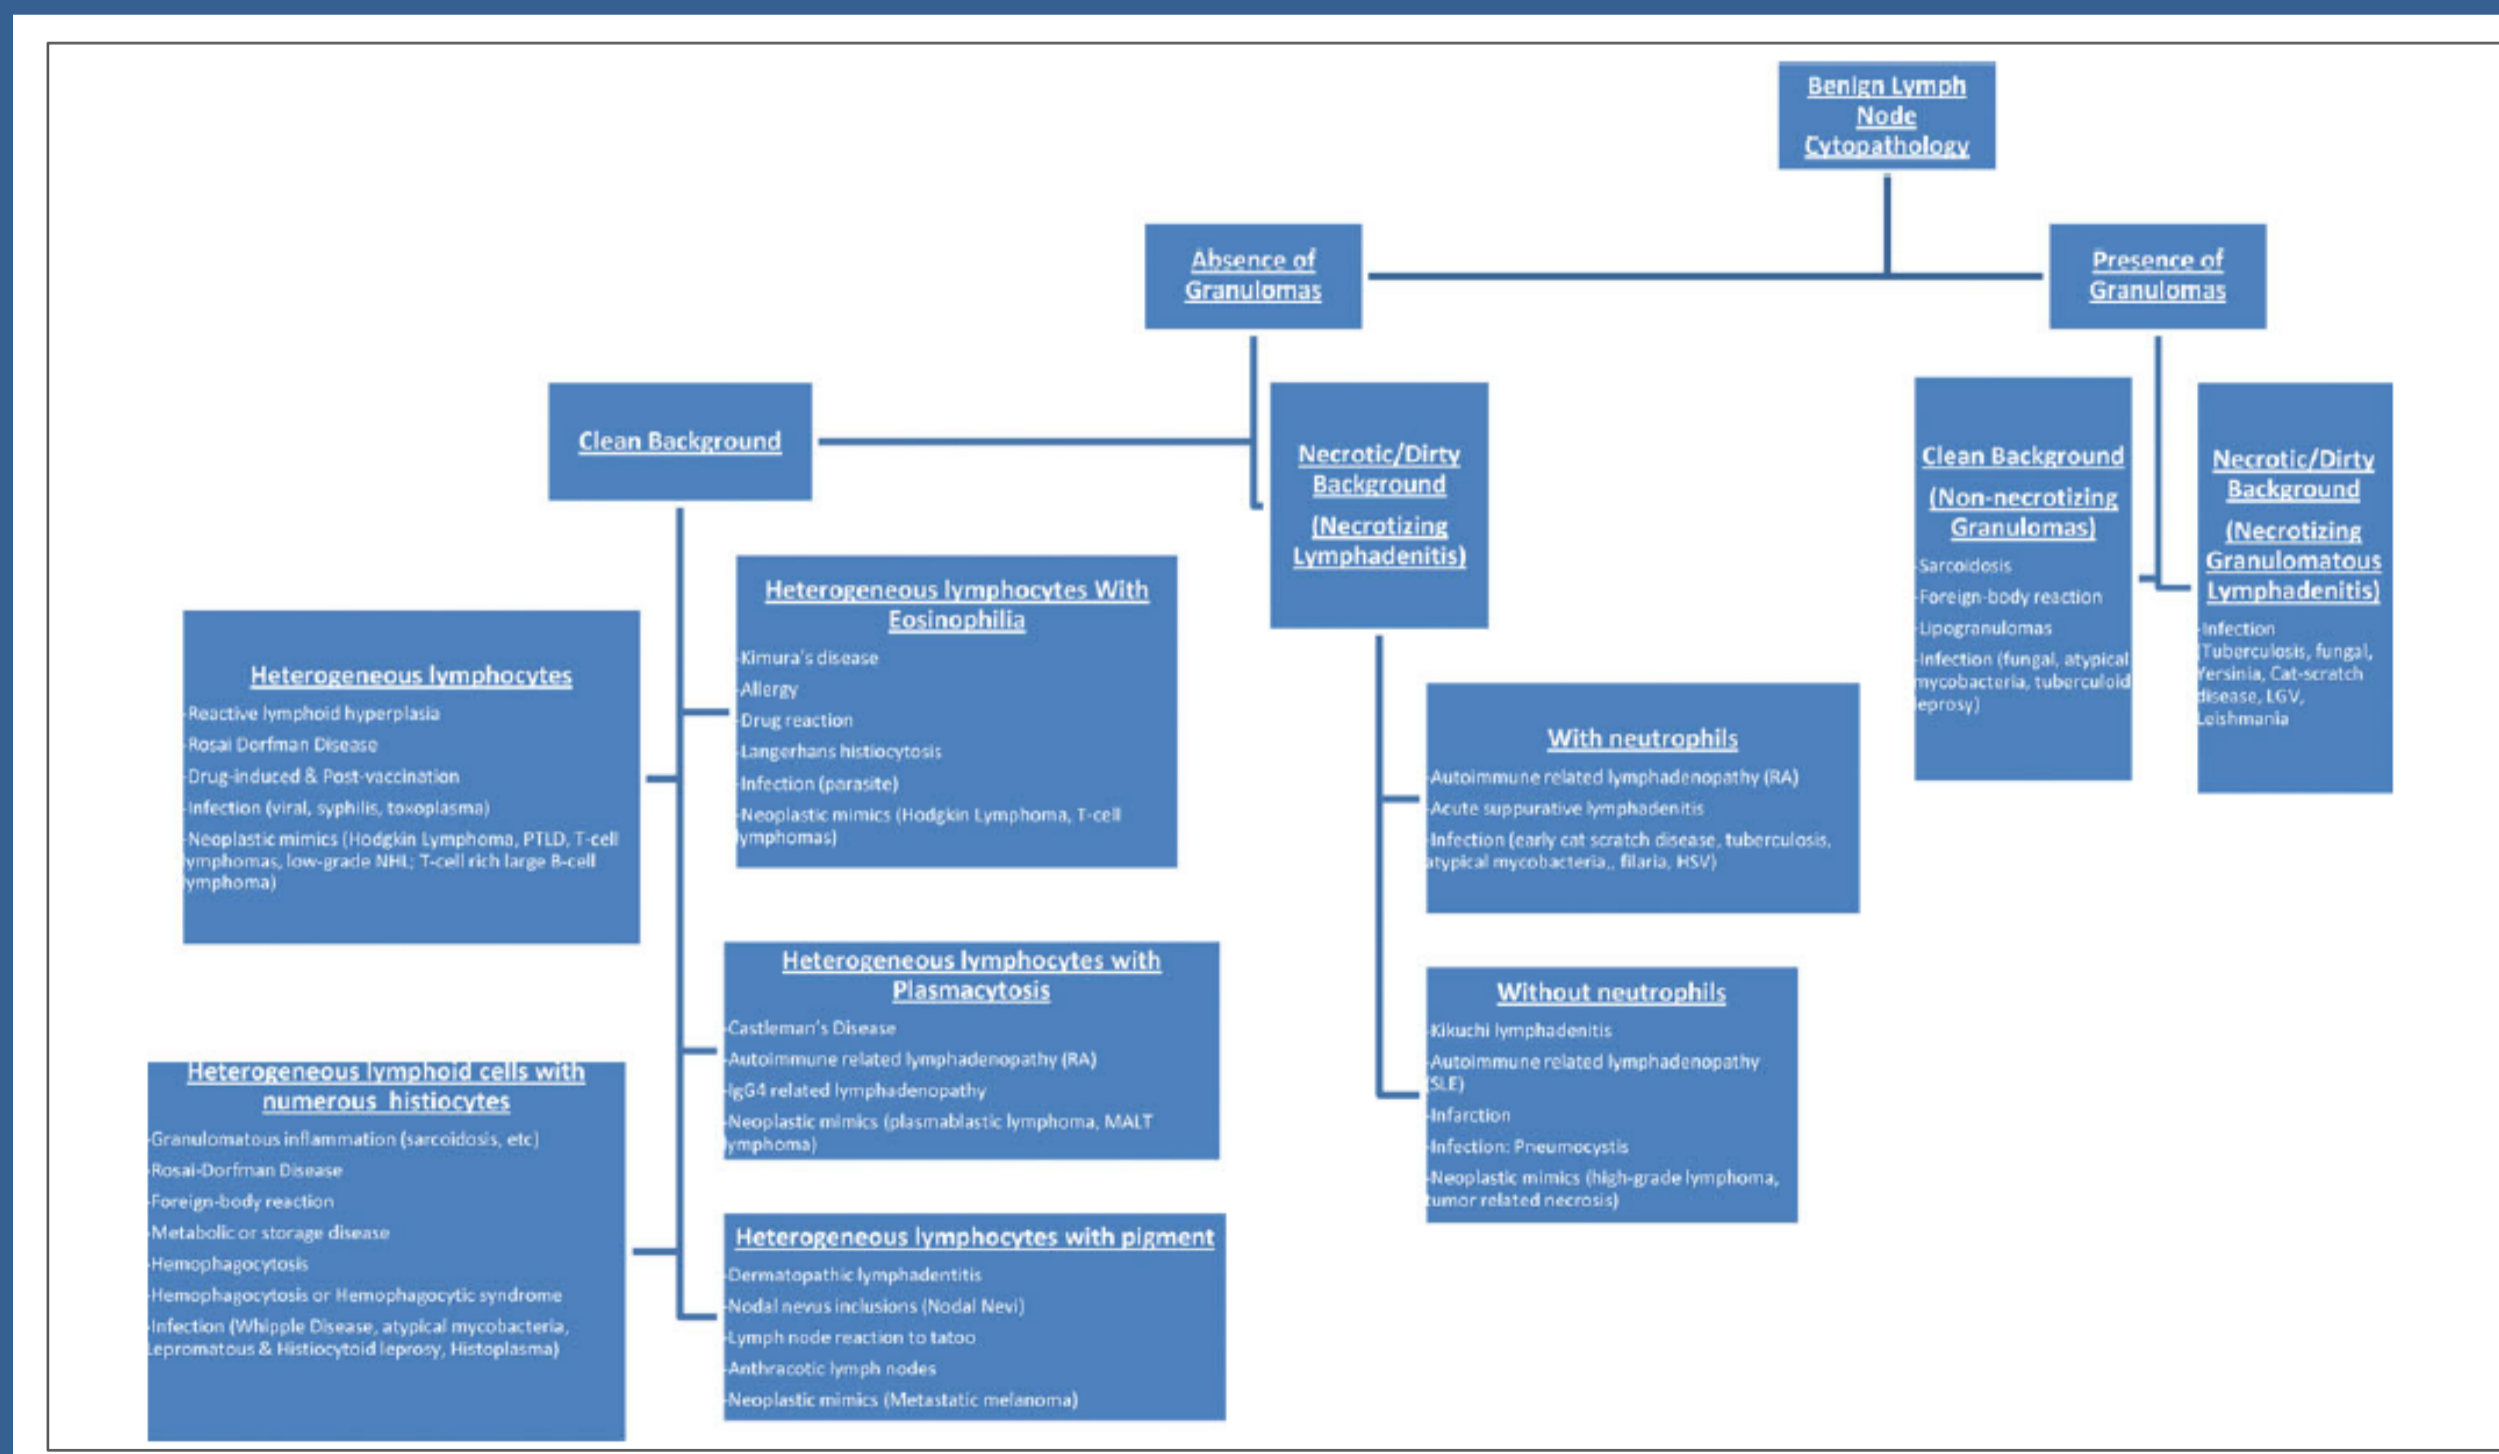 Benign Lymph
Node
Cytopathology
Absence of
Granulomas
Presence of
Granulomas
Clean Background
Necrotic/Dirty
Background
(Necrotizing
Lymphadenitis)
Clean Background
(Non-necrotizing
Granulomas)
-Sarcoidosis
-Foreign-body reaction
-Lipogranulomas
-Infection (fungal, atypical
mycobacteria, tuberculoid
leprosy)
Necrotic/Dirty
Background
(Necrotizing
Granulomatous
Lymphadenitis)
-Infection
(Tuberculosis, fungal,
Yersinia, Cat-scratch
disease, LGV,
Leishmania
Heterogeneous lymphocytes
-Reactive lymphoid hyperplasia
-Rosai Dorfman Disease
-Drug-induced & Post-vaccination
-Infection (viral, syphilis, toxoplasma)
-Neoplastic mimics (Hodgkin Lymphoma, PTLD, T-cell
lymphomas, low-grade NHL; T-cell rich large B-cell
lymphoma)
Heterogeneous lymphocytes With
Eosinophilia
-Kimura's disease
-Allergy
-Drug reaction
-Langerhans histiocytosis
-Infection (parasite)
-Neoplastic mimics (Hodgkin Lymphoma, T-cell
lymphomas)
With neutrophils
-Autoimmune related lymphadenopathy (RA)
-Acute suppurative lymphadenitis
-Infection (early cat scratch disease, tuberculosis,
atypical mycobacteria,, filaria, HSV)
Heterogeneous lymphocytes with
Plasmacytosis
-Castleman's Disease
-Autoimmune related lymphadenopathy (RA)
-IgG4 related lymphadenopathy
-Neoplastic mimics (plasmablastic lymphoma, MALT
lymphoma)
Without neutrophils
-Kikuchi lymphadenitis
-Autoimmune related lymphadenopathy
(SLE)
-Infarction
-Infection: Pneumocystis
-Neoplastic mimics (high-grade lymphoma,
tumor related necrosis)
Heterogeneous lymphoid cells with
numerous histiocytes
-Granulomatous inflammation (sarcoidosis, etc)
-Rosai-Dorfman Disease
-Foreign-body reaction
-Metabolic or storage disease
-Hemophagocytosis
-Hemophagocytosis or Hemophagocytic syndrome
-Infection (Whipple Disease, atypical mycobacteria,
Lepromatous & Histiocytoid leprosy, Histoplasma)
Heterogeneous lymphocytes with pigment
-Dermatopathic lymphadentitis
-Nodal nevus inclusions (Nodal Nevi)
-Lymph node reaction to tatoo
-Anthracotic lymph nodes
-Neoplastic mimics (Metastatic melanoma)